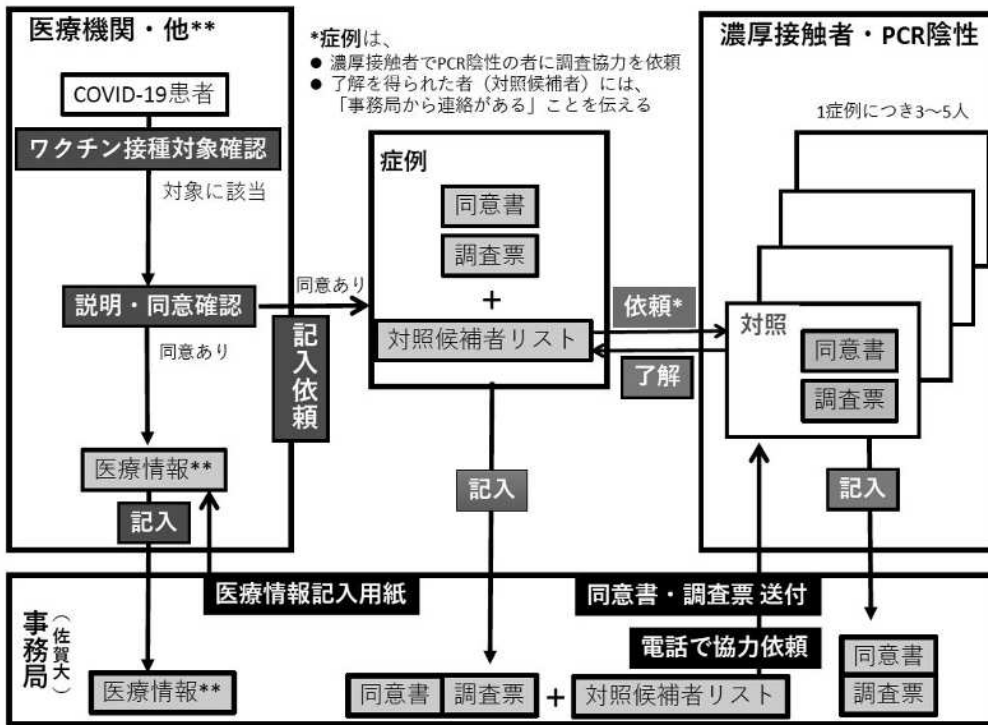 医療機関・他**
COVID-19患者
ワクチン接種対象確認
対象に該当
説明・同意確認
同意あり
医療情報**
記入
同意あり
記入依頼
*症例は、
● 濃厚接触者でPCR陰性の者に調査協力を依頼
● 了解を得られた者（対照候補者）には、
「事務局から連絡がある」ことを伝える
症例
同意書
調査票
+
対照候補者リスト
記入
依頼*
了解
濃厚接触者・PCR陰性
1症例につき3～5人
対照
同意書
調査票
記入
事務局
（佐賀大）
医療情報記入用紙
医療情報**
同意書 調査票 + 対照候補者リスト
同意書・調査票 送付
電話で協力依頼
同意書
調査票